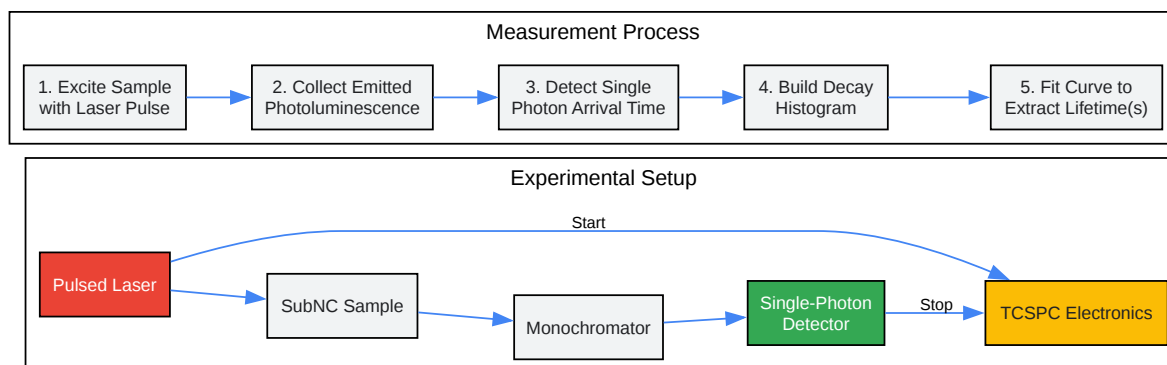 Measurement Process
1. Excite Sample
with Laser Pulse
2. Collect Emitted
Photoluminescence
3. Detect Single
Photon Arrival Time
4. Build Decay
Histogram
5. Fit Curve to
Extract Lifetime(s)
Experimental Setup
Start
Pulsed Laser
SubNC Sample
Monochromator
Single-Photon
Detector
Stop
TCSPC Electronics